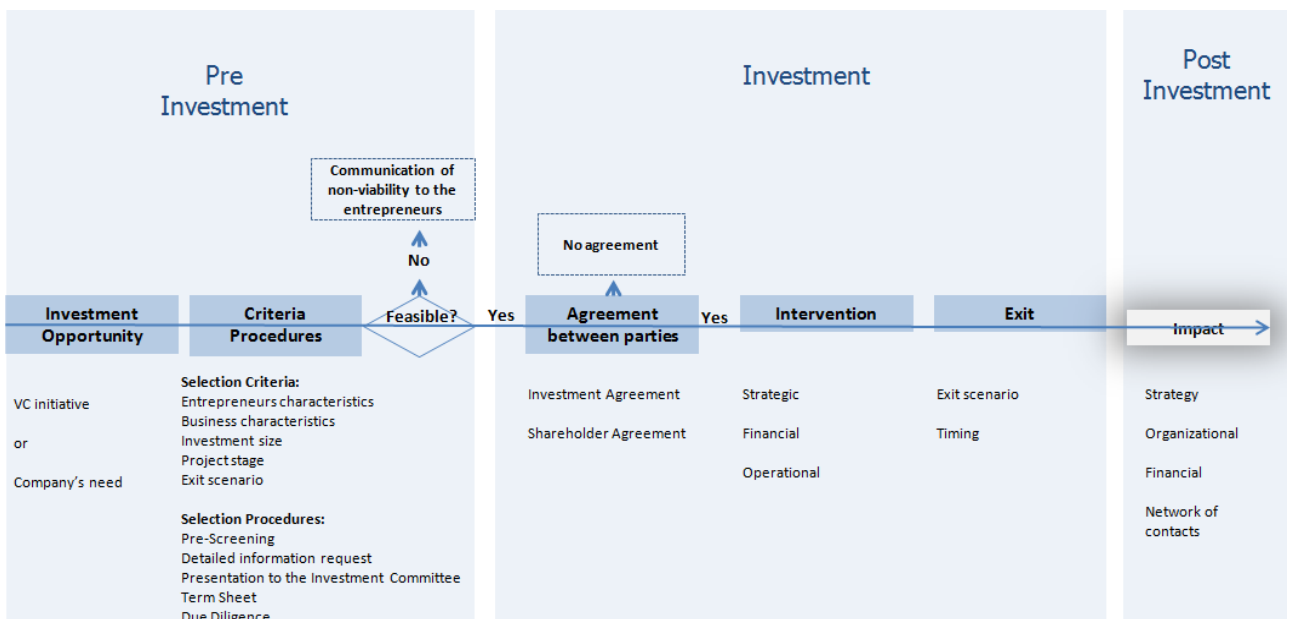 Pre
Investment
Investment
Post
Investment
Communication of
non-viability to the
entrepreneurs
No agreement
No
Investment
Opportunity
Criteria
Procedures
Feasible?
Yes
Agreement
between parties
Yes
Intervention
Exit
Impact
VC initiative
or
Company's need
Selection Criteria:
Entrepreneurs characteristics
Business characteristics
Investment size
Project stage
Exit scenario
Selection Procedures:
Pre-Screening
Detailed information request
Presentation to the Investment Committee
Term Sheet
Due Diligence
Investment Agreement
Shareholder Agreement
Strategic
Financial
Operational
Exit scenario
Timing
Strategy
Organizational
Financial
Network of
contacts